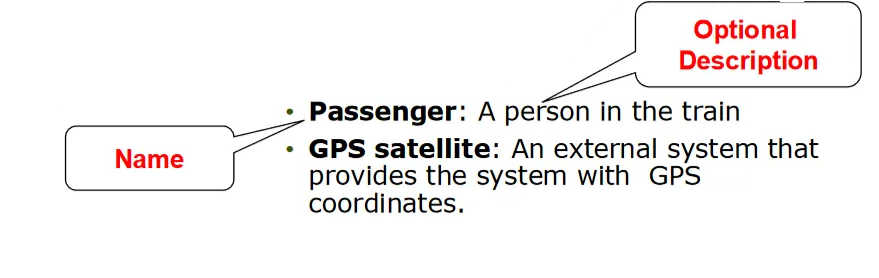 Optional
Description
• Passenger: A person in the train
Name
• GPS satellite: An external system that
provides the system with GPS
coordinates.